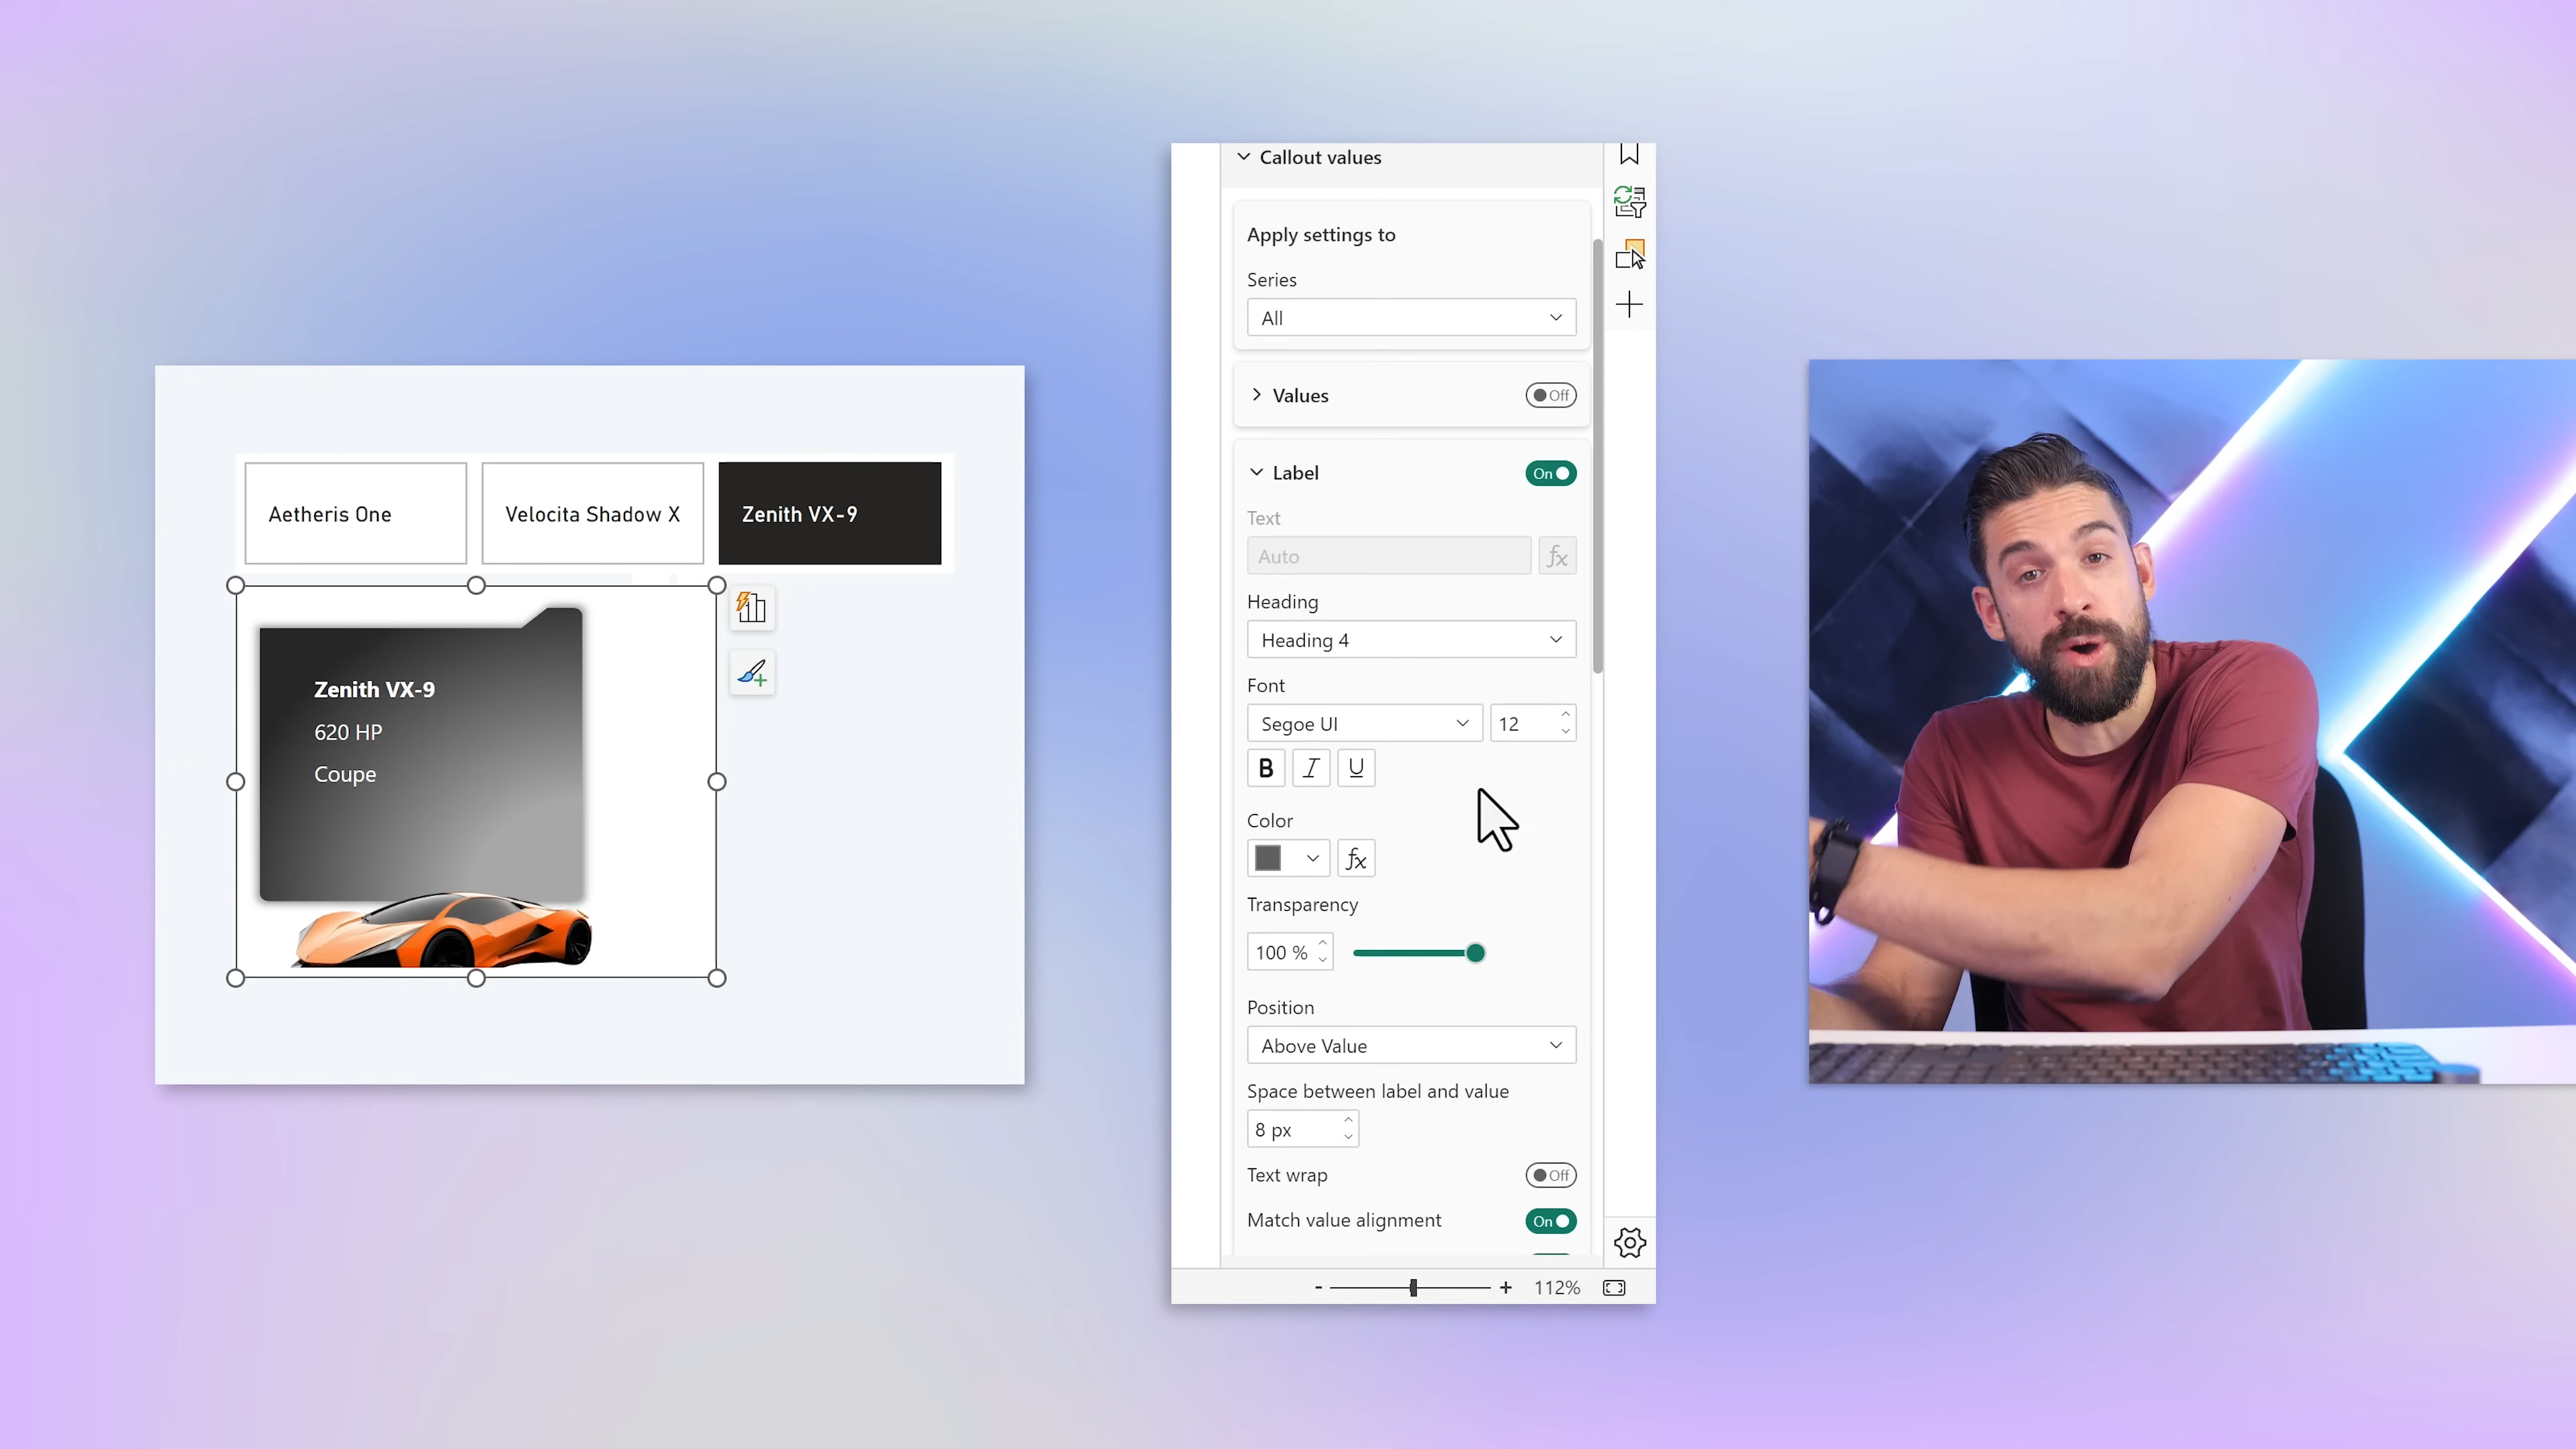 Aetheris One
Velocita Shadow X
Zenith VX-9
Zenith VX-9
620 HP
Coupe
Callout values
Apply settings to
Series
All
Values
Off
Label
On
Text
Auto
fx
Heading
Heading 4
Font
Segoe UI
12
B I U
Color
fx
Transparency
100 %
Position
Above Value
Space between label and value
8 px
Text wrap
Off
Match value alignment
On
- + 112%